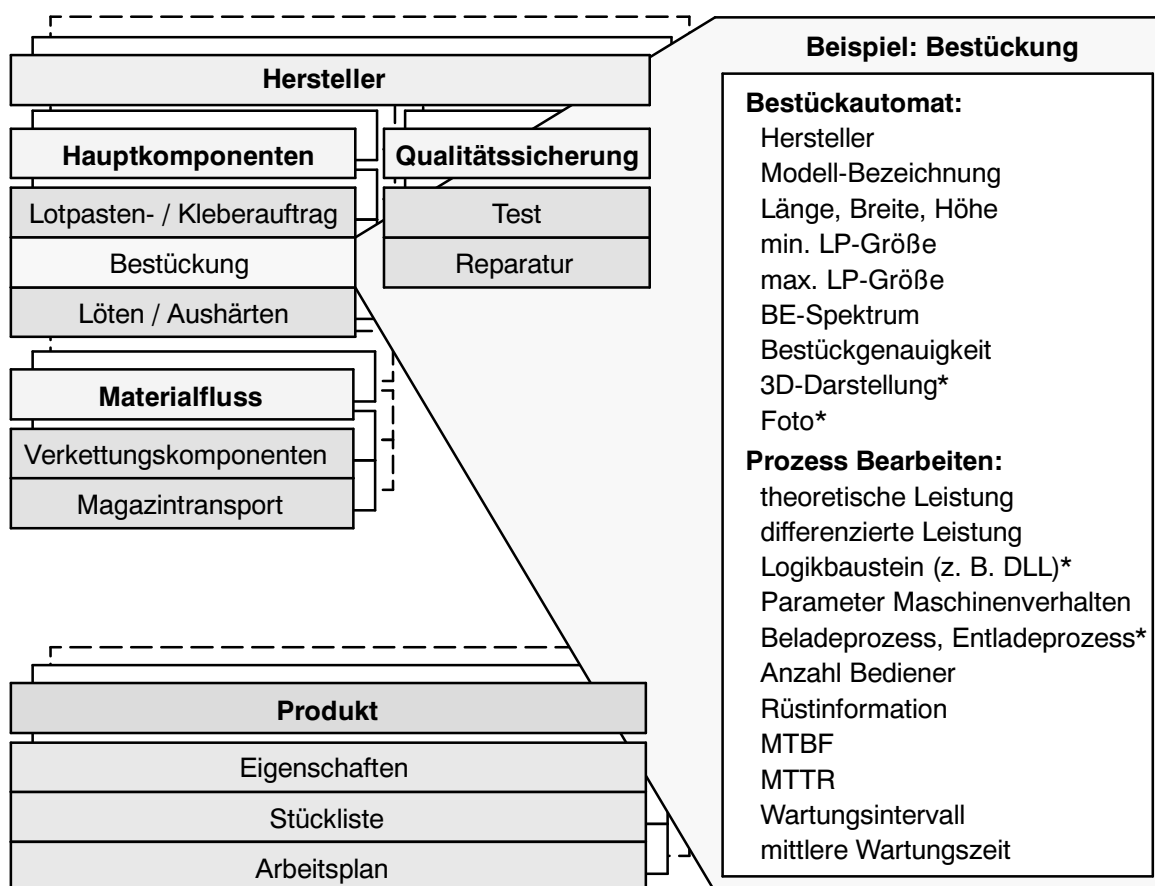 Hersteller
Hauptkomponenten
Lotpasten- / Kleberauftrag
Bestückung
Löten / Aushärten
Qualitätssicherung
Test
Reparatur
Materialfluss
Verkettungskomponenten
Magazintransport
Produkt
Eigenschaften
Stückliste
Arbeitsplan
Beispiel: Bestückung
Bestückautomat:
Hersteller
Modell-Bezeichnung
Länge, Breite, Höhe
min. LP-Größe
max. LP-Größe
BE-Spektrum
Bestückgenauigkeit
3D-Darstellung*
Foto*
Prozess Bearbeiten:
theoretische Leistung
differenzierte Leistung
Logikbaustein (z. B. DLL)*
Parameter Maschinenverhalten
Beladeprozess, Entladeprozess*
Anzahl Bediener
Rüstinformation
MTBF
MTTR
Wartungsintervall
mittlere Wartungszeit